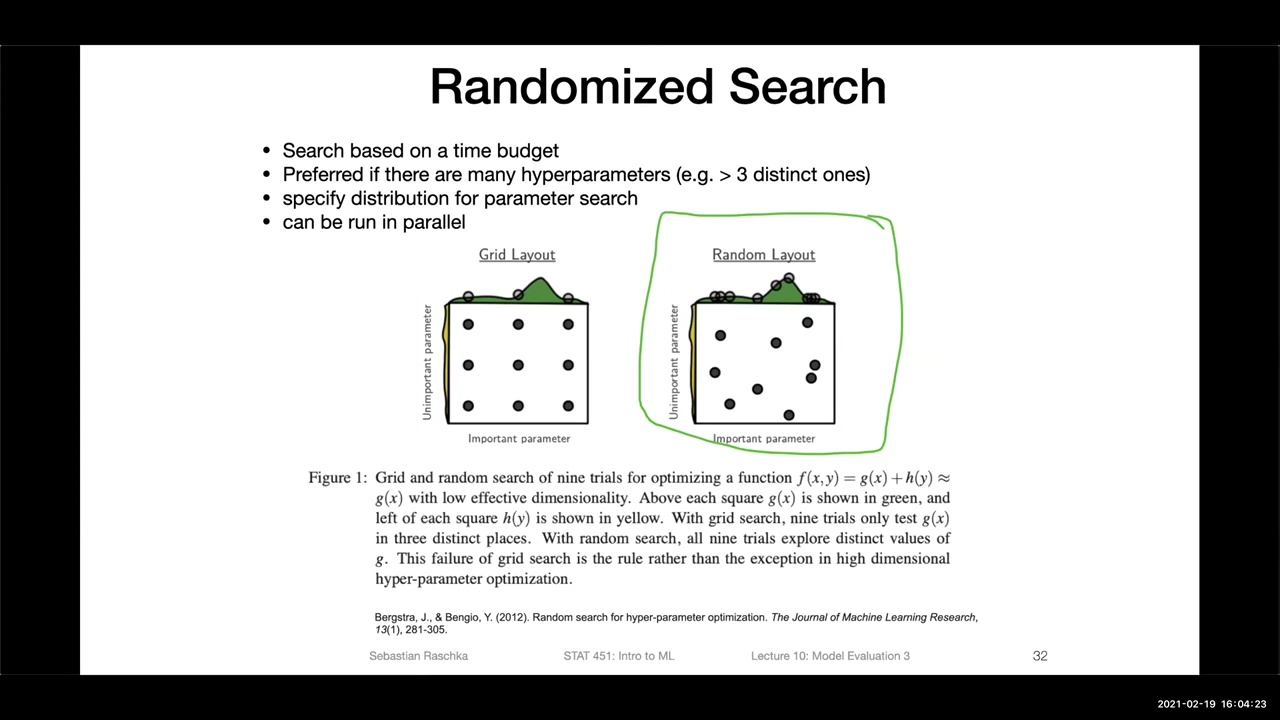 Randomized Search
• Search based on a time budget
• Preferred if there are many hyperparameters (e.g. > 3 distinct ones)
• specify distribution for parameter search
• can be run in parallel
Grid Layout
Unimportant parameter
Important parameter
Random Layout
Unimportant parameter
Important parameter
Figure 1: Grid and random search of nine trials for optimizing a function f(x,y) = g(x) + h(y) ≈
g(x) with low effective dimensionality. Above each square g(x) is shown in green, and
left of each square h(y) is shown in yellow. With grid search, nine trials only test g(x)
in three distinct places. With random search, all nine trials explore distinct values of
g. This failure of grid search is the rule rather than the exception in high dimensional
hyper-parameter optimization.
Bergstra, J., & Bengio, Y. (2012). Random search for hyper-parameter optimization. The Journal of Machine Learning Research,
13(1), 281-305.
Sebastian Raschka STAT 451: Intro to ML Lecture 10: Model Evaluation 3 32
2021-02-19 16:04:23